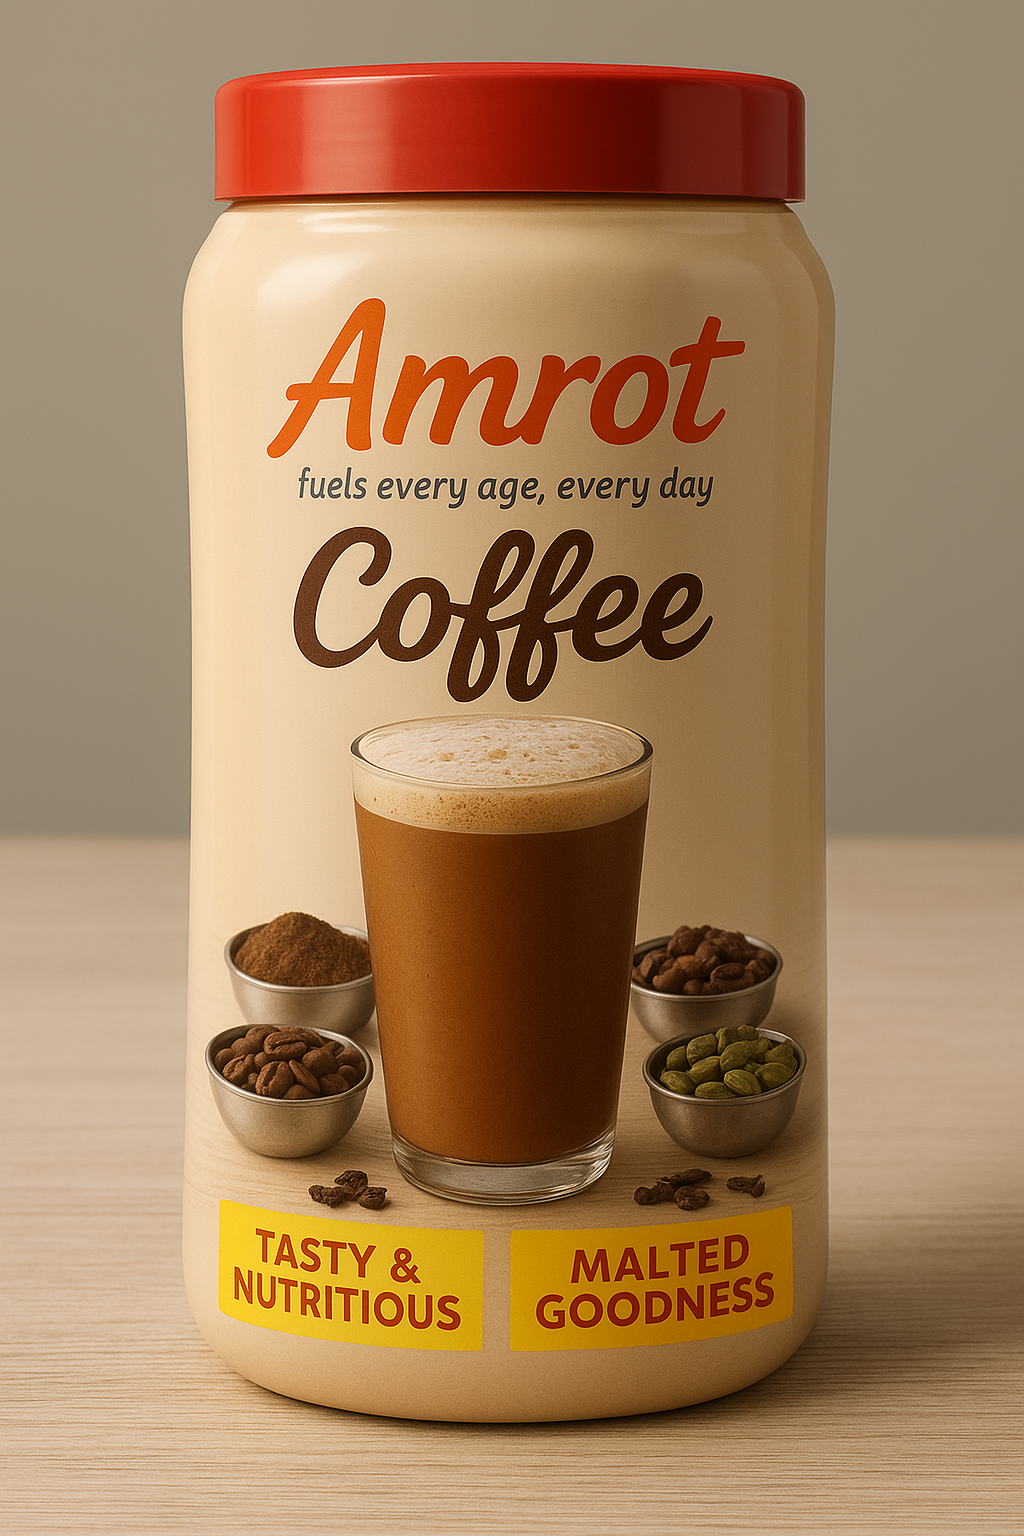 Amrot
fuels every age, every day
Coffee
TASTY &
NUTRITIOUS
MALTED
GOODNESS